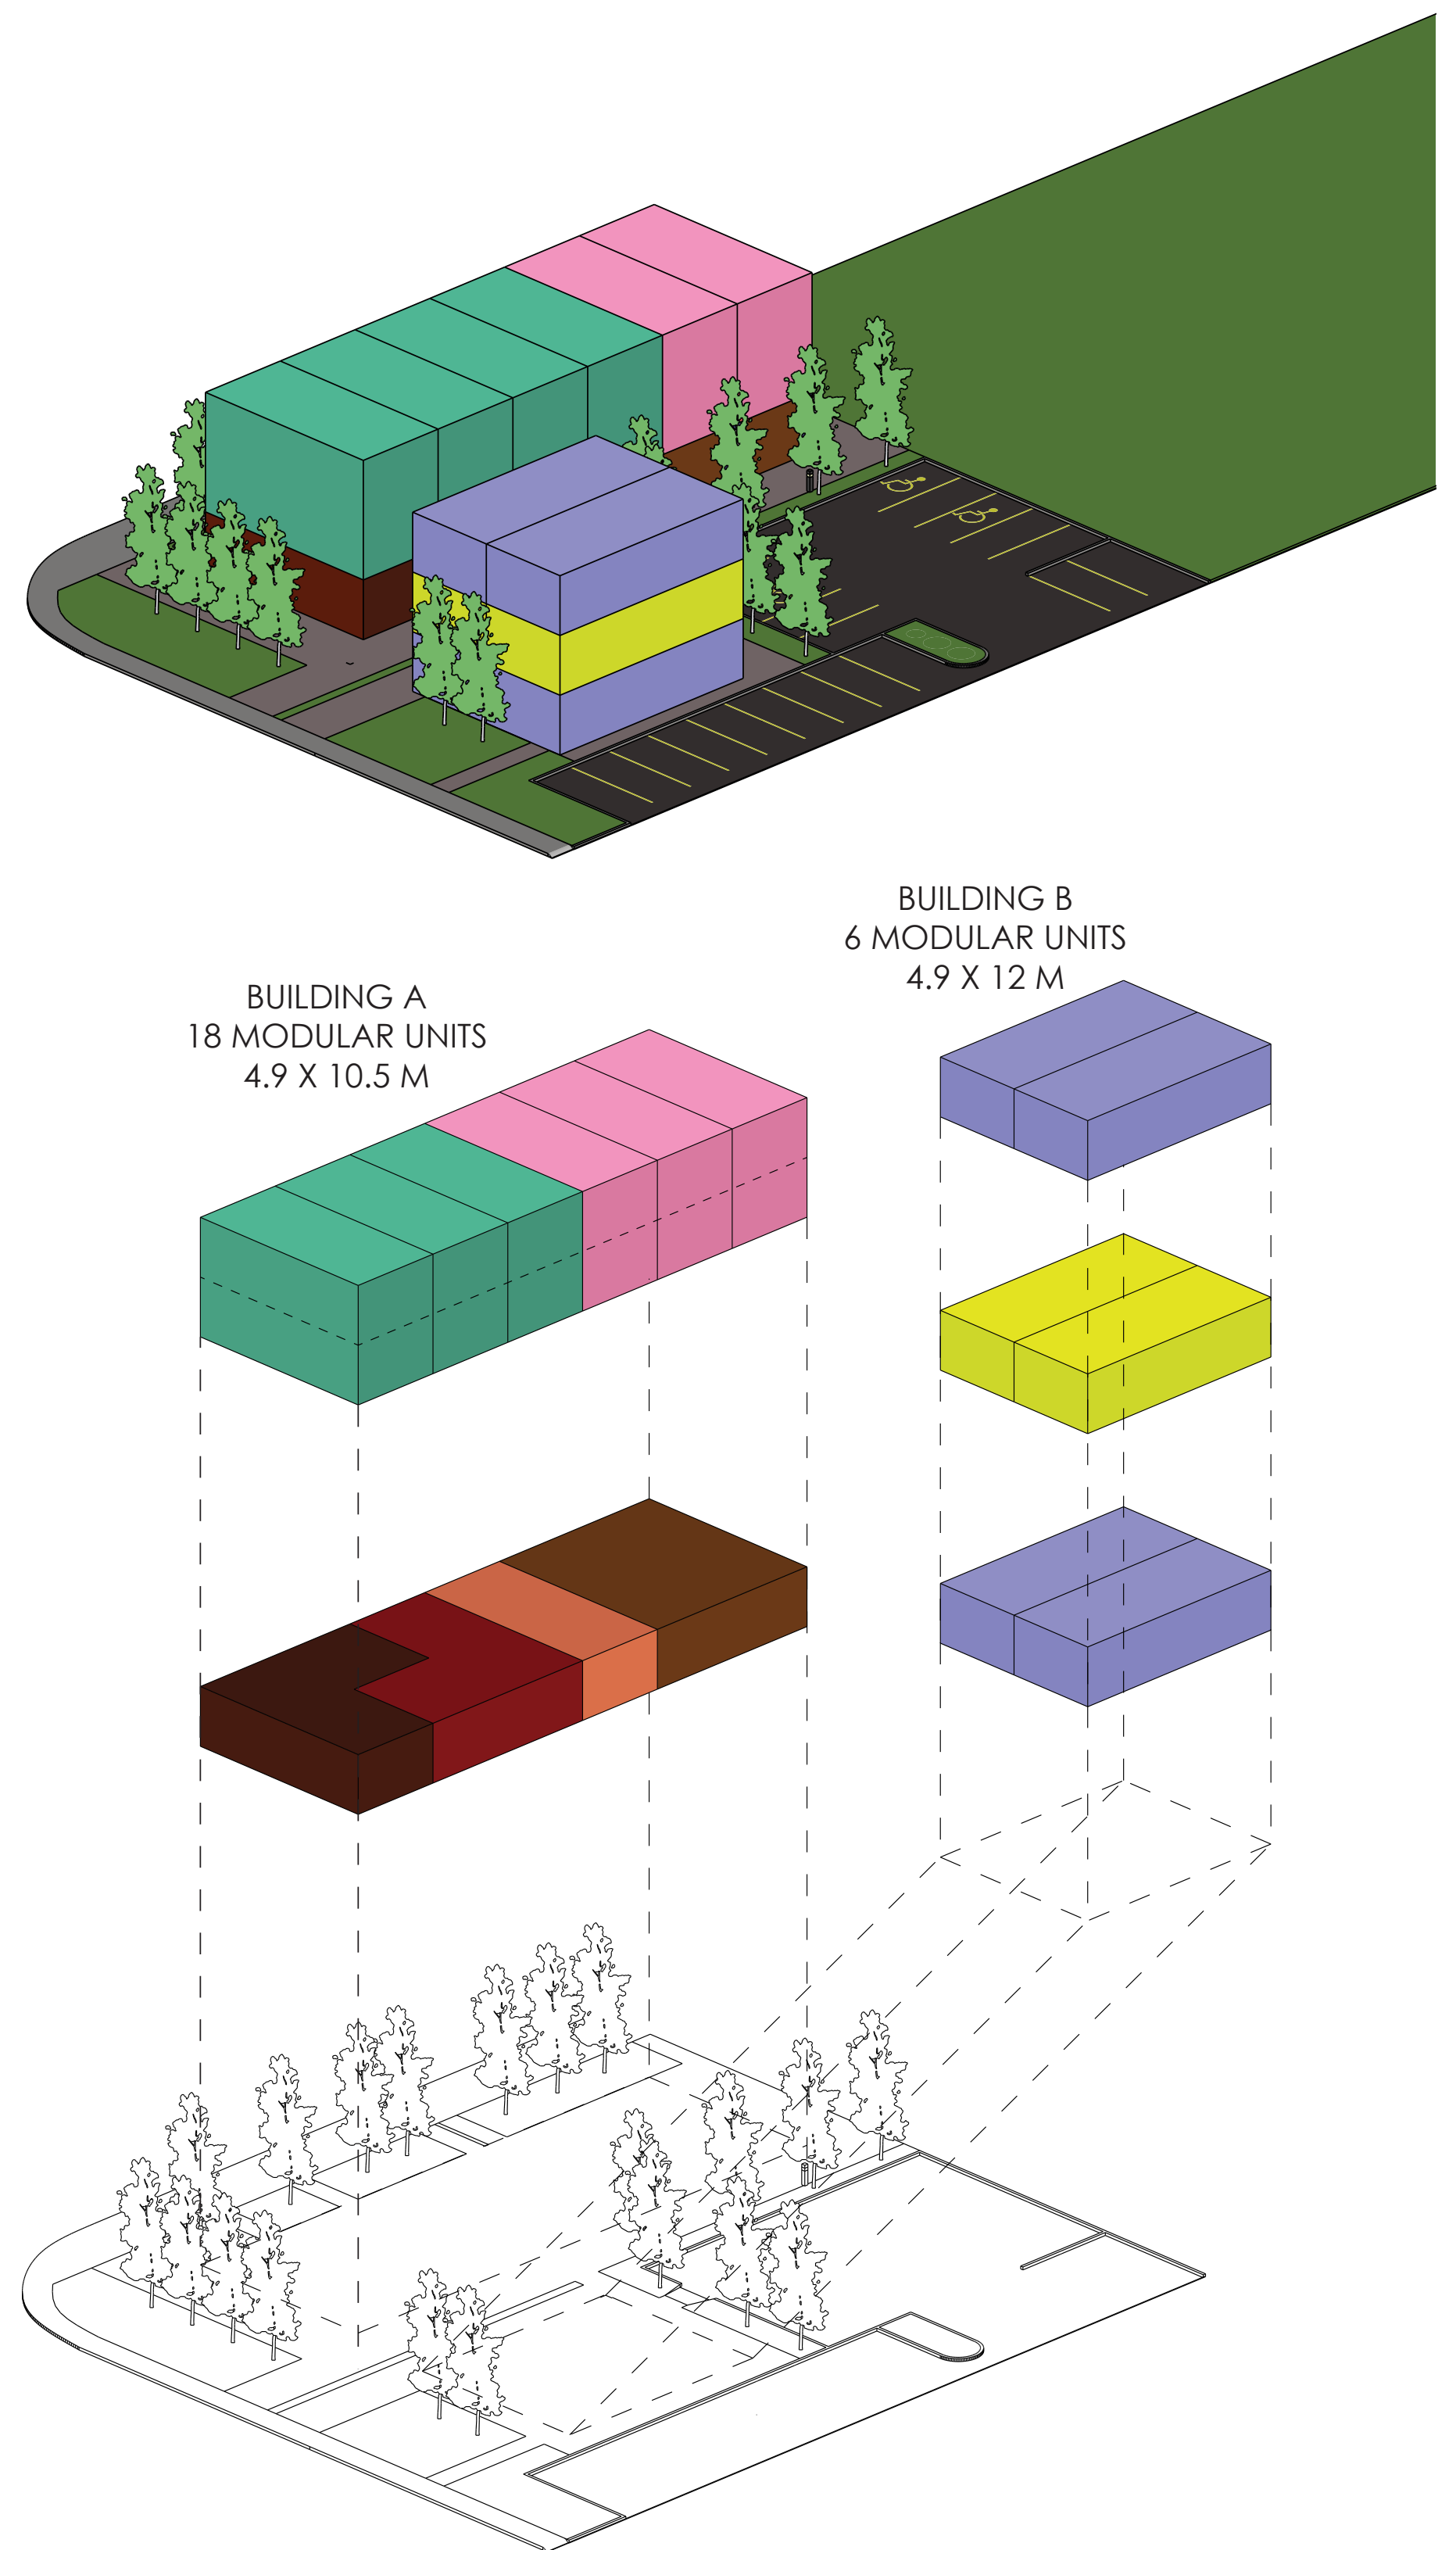 BUILDING B
6 MODULAR UNITS
4.9 X 12 M
BUILDING A
18 MODULAR UNITS
4.9 X 10.5 M